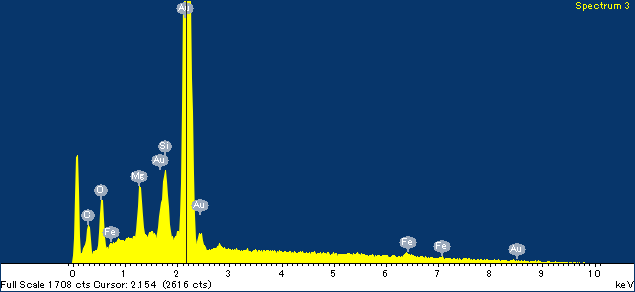 Spectrum 3
Au
Si
Au
Mg
O
Au
Fe
Fe
Fe
Au
0 1 2 3 4 5 6 7 8 9 10
Full Scale 1708 cts Cursor: 2.154 (2616 cts) keV